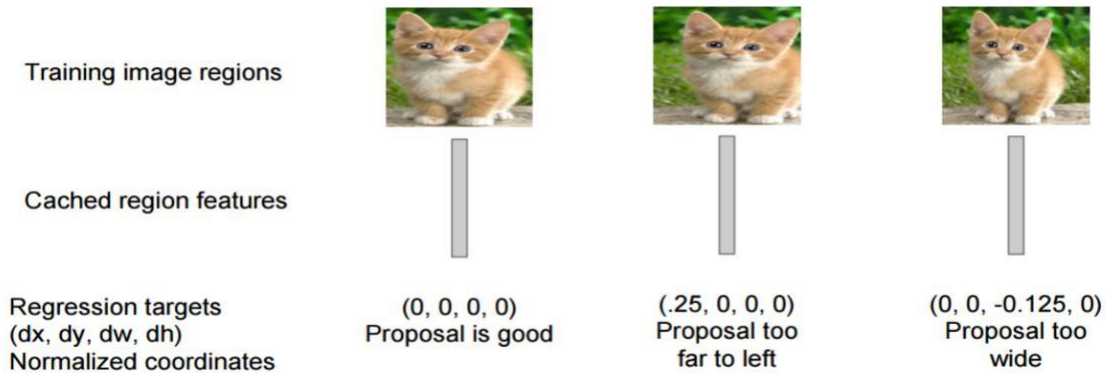 Training image regions
Cached region features
Regression targets
(dx, dy, dw, dh)
Normalized coordinates
(0, 0, 0, 0)
Proposal is good
(.25, 0, 0, 0)
Proposal too
far to left
(0, 0, -0.125, 0)
Proposal too
wide